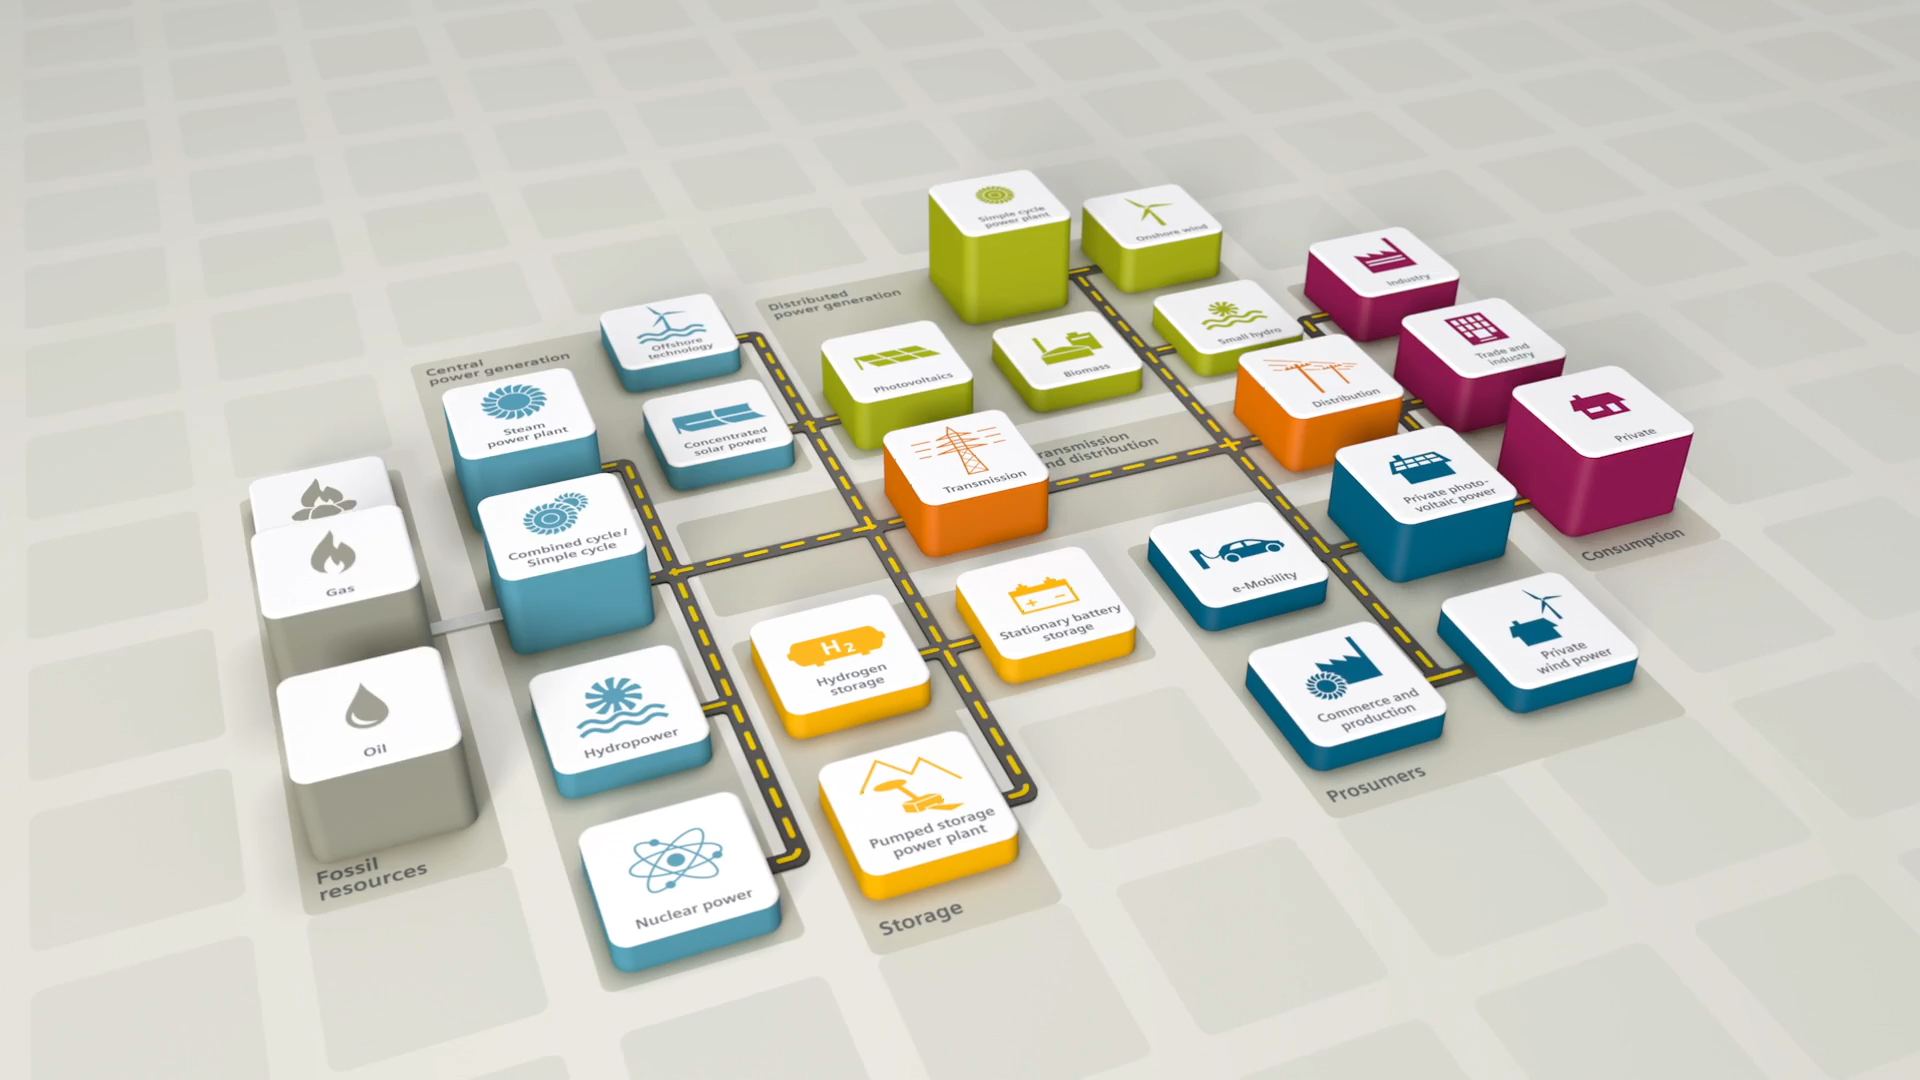 Simple cycle
power plant
Onshore wind
Distributed
power generation
Industry
Offshore
technology
Small hydro
Trade and
industry
Central
power generation
Photovoltaics
Biomass
Distribution
Private
Steam
power plant
Concentrated
solar power
Transmission
and distribution
Transmission
Private photo-
voltaic power
Combined cycle /
Simple cycle
Consumption
Gas
e-Mobility
H2
Hydrogen
storage
Stationary battery
storage
Private
wind power
Oil
Hydropower
Commerce and
production
Prosumers
Pumped storage
power plant
Fossil
resources
Nuclear power
Storage